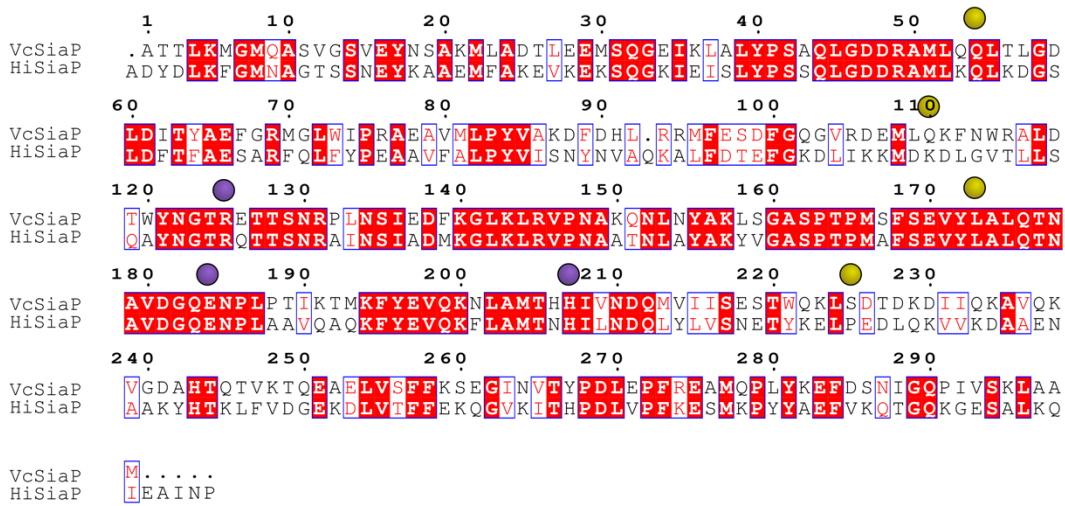 1 10 20 30 40 50
VcSiaP .ATTLKMGMQASVGSVEYNSAKMLADTLEEMSQGEIKLALYPSAQLGDDRAMLQQLTLGD
HiSiaP ADYDLKFGMNAGTSSNEYKAAEMFAKEVKEKSQGKIEISLYPSSQLGDDRAMLKQLKDGS
60 70 80 90 100 110
VcSiaP LDITYAEFGRMGLWIPRAEAVMLPYVAKDFDHL.RRMFESDFGQGVRDEMLQKFNWRALD
HiSiaP LDFTFAESARFQLFYPEAAVFALPYVISNYNVAQKALFDTEFGKDLIKKMDKDLGVTLLS
120 130 140 150 160 170
VcSiaP TWYNGTRETTSNRPLNSIEDFKGLKLRVPNAKQNLNYAKLSGASPTPMSFSEVYLALQTN
HiSiaP QAYNGTRQTTSNRAINSIADMKGLKLRVPNAATNLAYAKYVGASPTPMAFSEVYLALQTN
180 190 200 210 220 230
VcSiaP AVDGQENPLPTIKTMKFYEVQKNLAMTHHIVNDQMVIISESTWQKLSDTDKDIIQKAVQK
HiSiaP AVDGQENPLAAVQAQKFYEVQKFLAMTNHILNDQLYLVSNETYKELPEDLQKVVKDAAEN
240 250 260 270 280 290
VcSiaP VGDAHTQTVKTQEAELVSFFKSEGINVTYPDLEPFREAMQPLYKEFDSNIGQPIVSKLAA
HiSiaP AAKYHTKLFVDGEKDLVTFFEKQGVKITHPDLVPFKESMKPYYAEFVKQTGQKGESALKQ
VcSiaP M.....
HiSiaP IEAINP